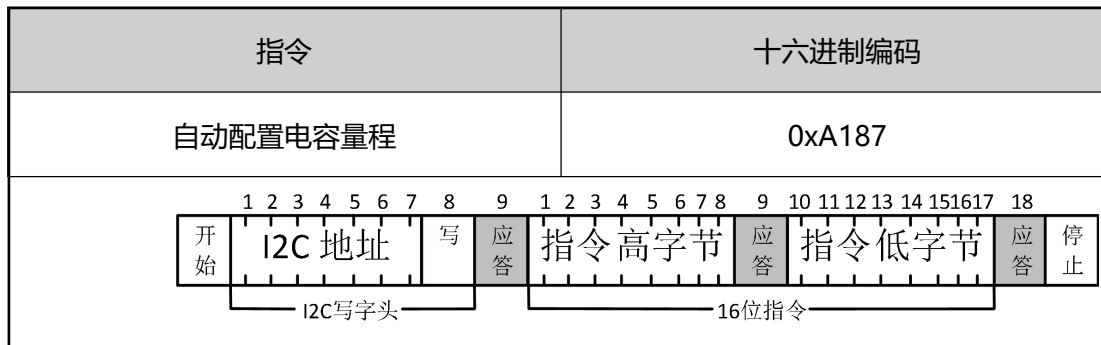 指令 十六进制编码
自动配置电容量程 0xA187
1 2 3 4 5 6 7 8 9 1 2 3 4 5 6 7 8 9 10 11 12 13 14 15 16 17 18
开始 I2C 地址 写 应答 指令高字节 应答 指令低字节 应答 停止
I2C写字头 16位指令